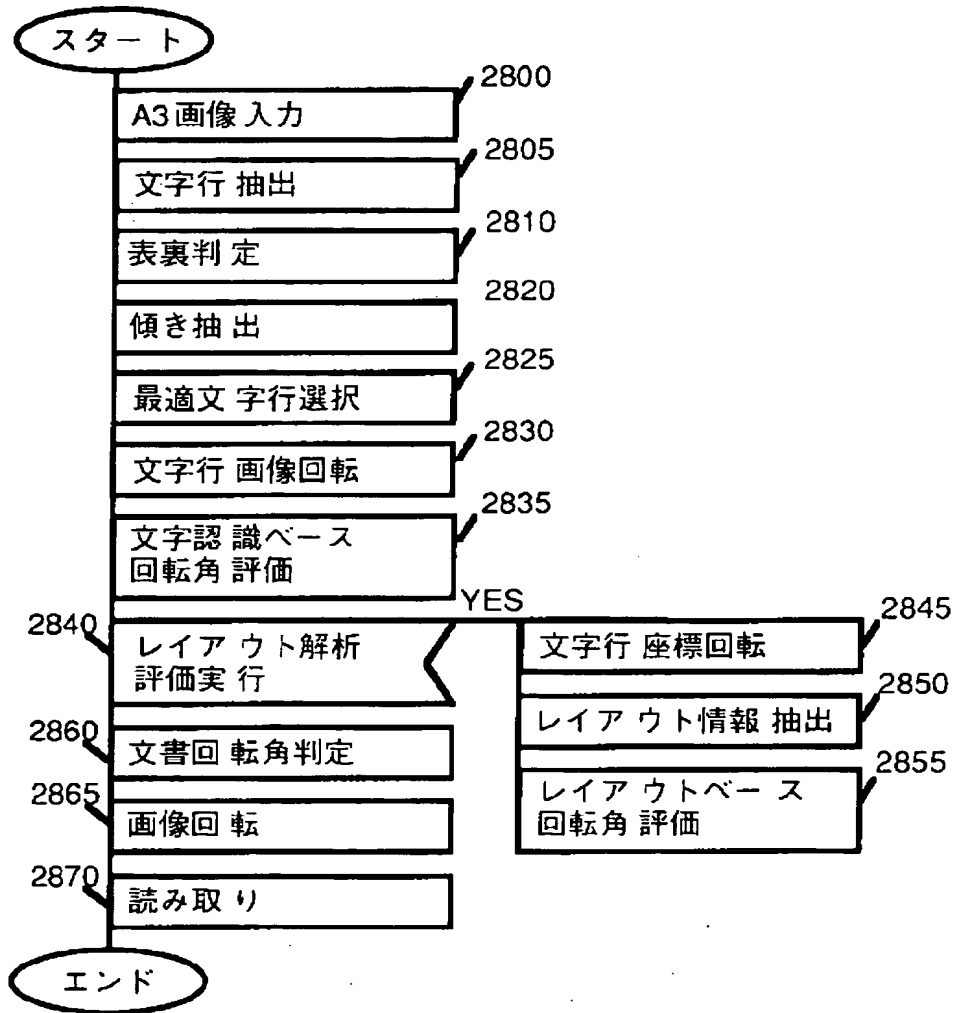 スタート
2800
A3画像入力
2805
文字行抽出
2810
表裏判定
2820
傾き抽出
2825
最適文字行選択
2830
文字行画像回転
2835
文字認識ベース
回転角評価
YES
2840
レイアウト解析
評価実行
2845
文字行座標回転
2850
レイアウト情報抽出
2855
レイアウトベース
回転角評価
2860
文書回転角判定
2865
画像回転
2870
読み取り
エンド